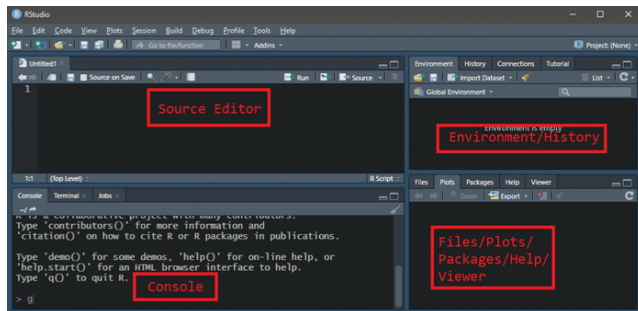 RStudio
File Edit Code View Plots Session Build Debug Profile Tools Help
Go to file/function Addins Project: (None)
Untitled1
Source on Save Run Source
1
Source Editor
1:1 (Top Level) R Script
Console Terminal Jobs
R is a collaborative project with many contributors.
Type 'contributors()' for more information and
'citation()' on how to cite R or R packages in publications.
Type 'demo()' for some demos, 'help()' for on-line help, or
'help.start()' for an HTML browser interface to help.
Type 'q()' to quit R.
Console
> g
Environment History Connections Tutorial
Import Dataset List
Global Environment
Environment is empty
Environment/History
Files Plots Packages Help Viewer
Zoom Export
Files/Plots/
Packages/Help/
Viewer